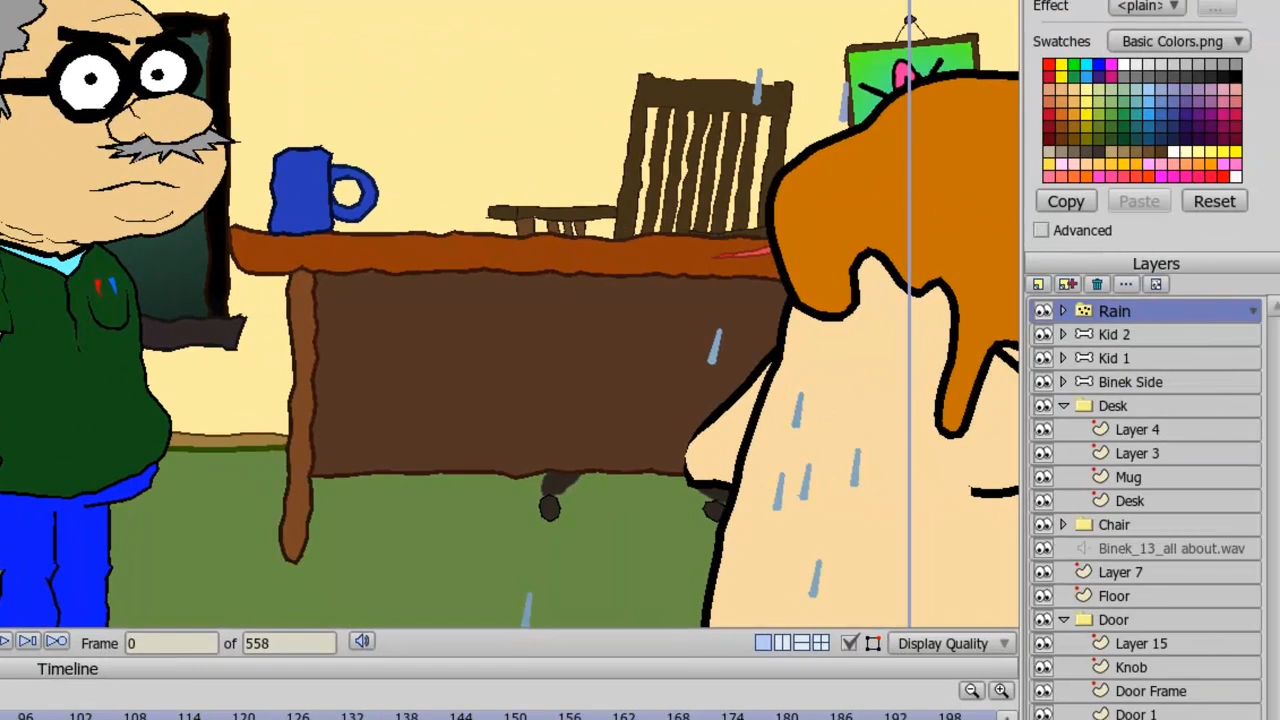 Effect <plain> ...
Swatches Basic Colors.png
Copy Paste Reset
Advanced
Layers
Rain
Kid 2
Kid 1
Binek Side
Desk
Layer 4
Layer 3
Mug
Desk
Chair
Binek_13_all about.wav
Layer 7
Floor
Door
Layer 15
Knob
Door Frame
Door 1
Frame 0 of 558 Display Quality
Timeline
96 102 108 114 120 126 132 138 144 150 156 162 168 174 180 186 192 198